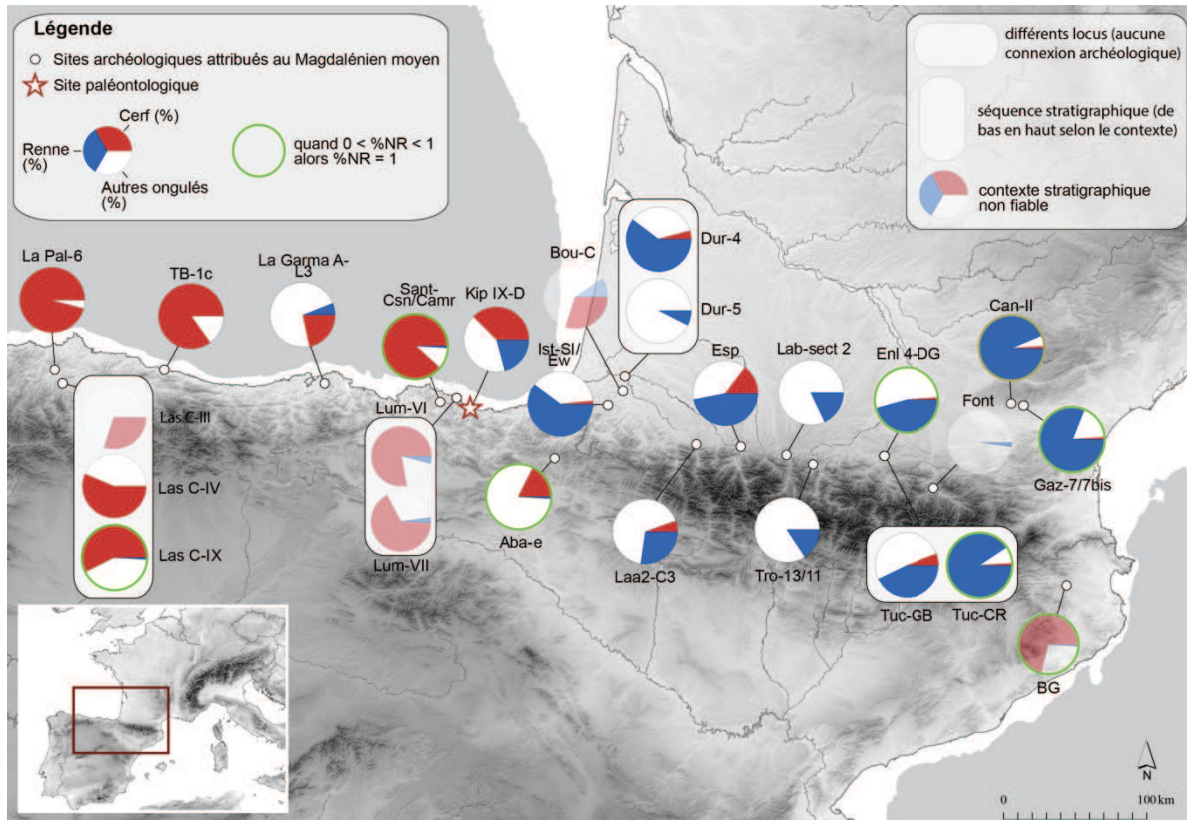 Légende
Sites archéologiques attribués au Magdalénien moyen
Site paléontologique
Cerf (%)
Renne
(%)
Autres ongulés
(%)
quand 0 < %NR < 1
alors %NR = 1
différents locus (aucune
connexion archéologique)
séquence stratigraphique (de
bas en haut selon le contexte)
contexte stratigraphique
non fiable
La Pal-6
TB-1c
La Garma A-
L3
Sant-
Csn/Camr
Kip IX-D
Ist-SI/
Ew
Bou-C
Dur-4
Dur-5
Esp
Lab-sect 2
Enl 4-DG
Can-II
Font
Gaz-7/7bis
Las C-III
Las C-IV
Las C-IX
Lum-VI
Lum-VII
Aba-e
Laa2-C3
Tro-13/11
Tuc-GB
Tuc-CR
BG
N
0
100 km